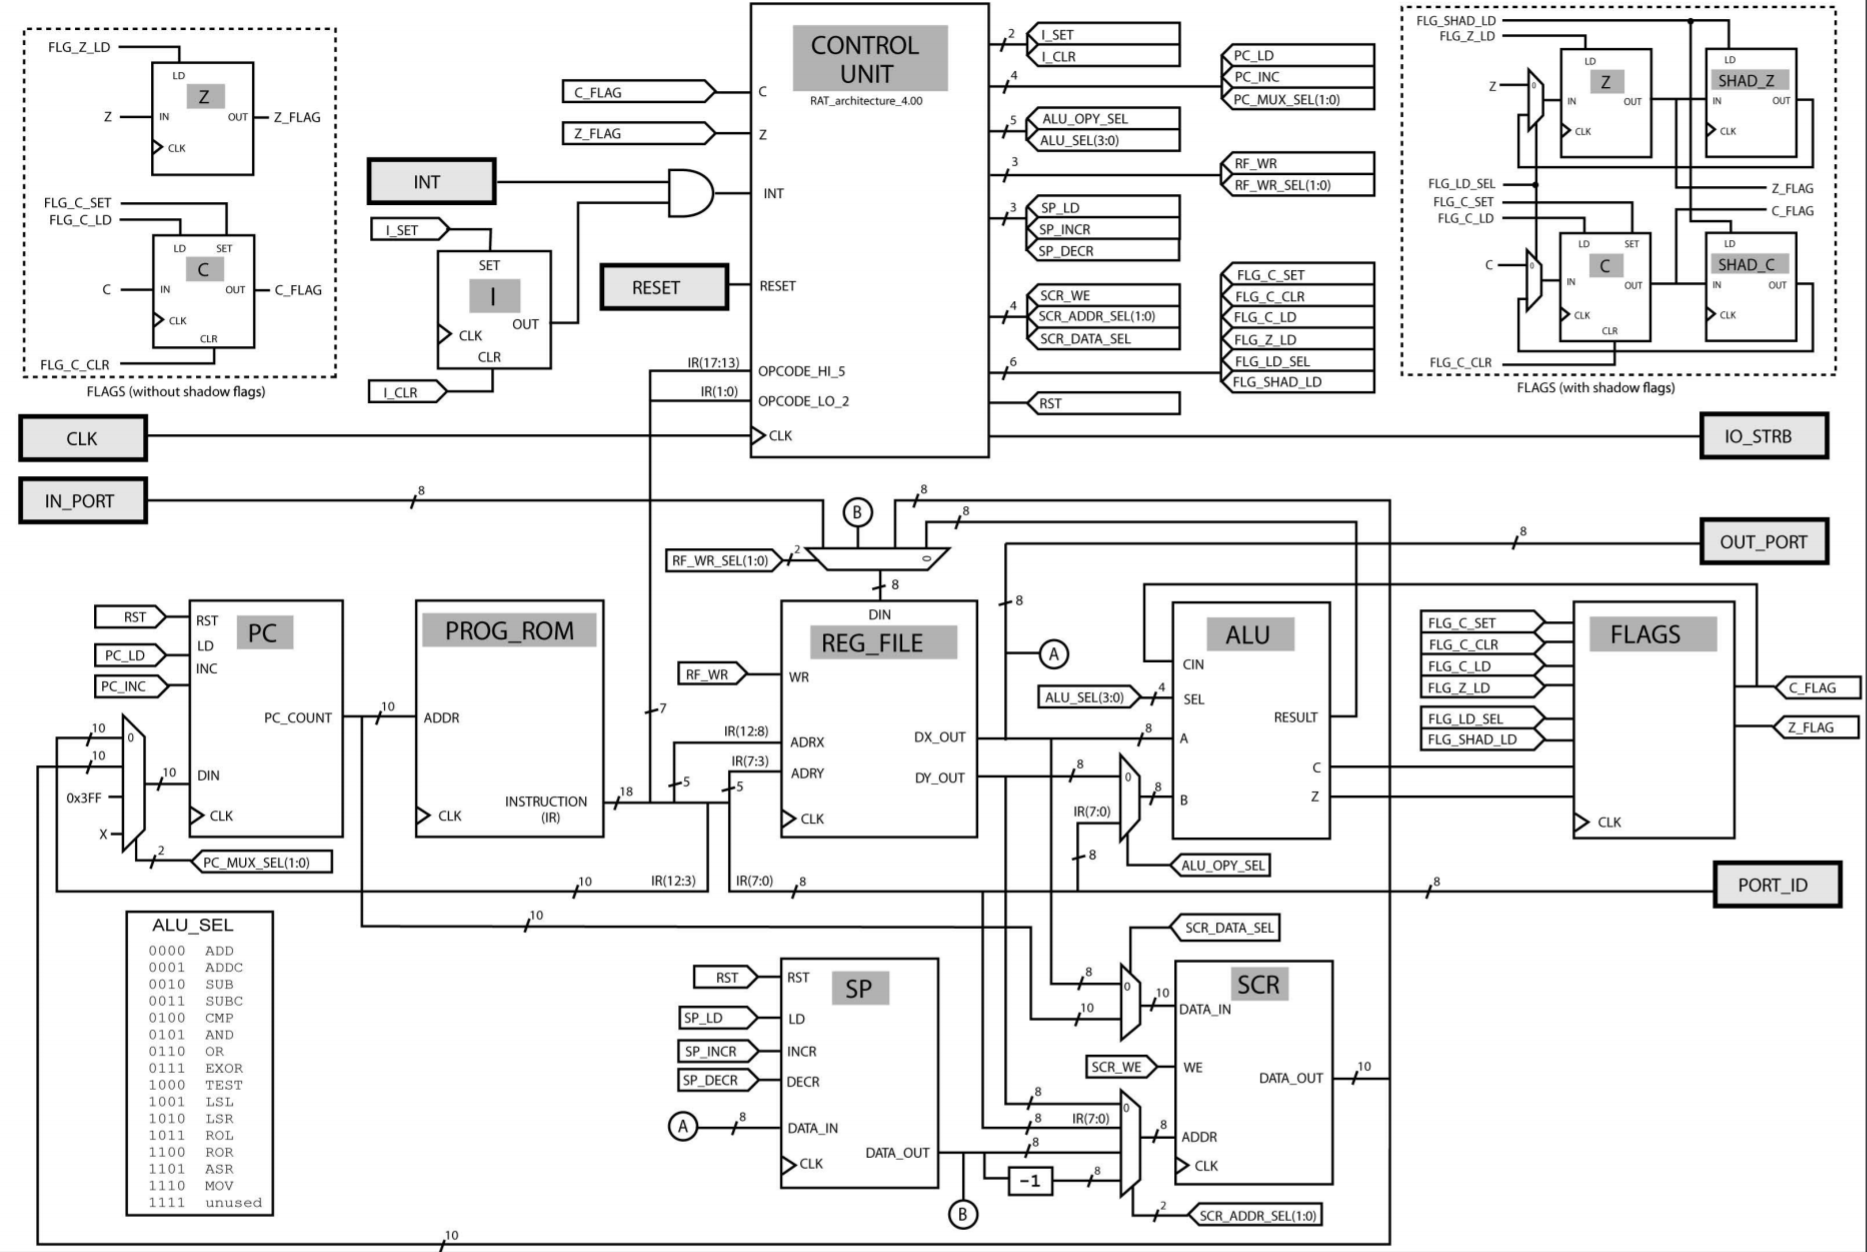 FLG_Z_LD
LD
Z
Z
IN
OUT
Z_FLAG
CLK
FLG_C_SET
FLG_C_LD
LD
SET
C
C
IN
OUT
C_FLAG
CLK
CLR
FLG_C_CLR
FLAGS (without shadow flags)
INT
I_SET
SET
I
OUT
CLK
CLR
I_CLR
C_FLAG
Z_FLAG
RESET
CONTROL
UNIT
RAT_architecture_4.00
C
Z
INT
RESET
IR(17:13)
OPCODE_HI_5
IR(1:0)
OPCODE_LO_2
CLK
2
I_SET
I_CLR
4
PC_LD
PC_INC
PC_MUX_SEL(1:0)
5
ALU_OPY_SEL
ALU_SEL(3:0)
3
RF_WR
RF_WR_SEL(1:0)
3
SP_LD
SP_INCR
SP_DECR
4
SCR_WE
SCR_ADDR_SEL(1:0)
SCR_DATA_SEL
6
FLG_C_SET
FLG_C_CLR
FLG_C_LD
FLG_Z_LD
FLG_LD_SEL
FLG_SHAD_LD
RST
FLG_SHAD_LD
FLG_Z_LD
LD
Z
Z
0
IN
OUT
CLK
LD
SHAD_Z
IN
OUT
CLK
Z_FLAG
C_FLAG
FLG_LD_SEL
FLG_C_SET
FLG_C_LD
LD
SET
C
C
0
IN
OUT
CLK
CLR
LD
SHAD_C
IN
OUT
CLK
FLG_C_CLR
FLAGS (with shadow flags)
CLK
IO_STRB
IN_PORT
8
B
8
8
RF_WR_SEL(1:0)
2
0
8
8
OUT_PORT
RST
PC_LD
PC_INC
RST
PC
LD
INC
PC_COUNT
DIN
CLK
10
10
0
10
0x3FF
X
2
PC_MUX_SEL(1:0)
10
PROG_ROM
ADDR
INSTRUCTION
(IR)
CLK
18
7
DIN
REG_FILE
RF_WR
WR
IR(12:8)
ADRX
IR(7:3)
ADRY
5
5
CLK
DX_OUT
DY_OUT
8
A
8
8
0
8
IR(7:0)
8
ALU_OPY_SEL
ALU_SEL(3:0)
4
ALU
CIN
SEL
RESULT
A
B
C
Z
FLG_C_SET
FLG_C_CLR
FLG_C_LD
FLG_Z_LD
FLG_LD_SEL
FLG_SHAD_LD
FLAGS
CLK
C_FLAG
Z_FLAG
10
IR(12:3)
IR(7:0)
8
8
PORT_ID
10
ALU_SEL
0000 ADD
0001 ADDC
0010 SUB
0011 SUBC
0100 CMP
0101 AND
0110 OR
0111 EXOR
1000 TEST
1001 LSL
1010 LSR
1011 ROL
1100 ROR
1101 ASR
1110 MOV
1111 unused
RST
SP_LD
SP_INCR
SP_DECR
A
8
RST
SP
LD
INCR
DECR
DATA_IN
DATA_OUT
CLK
B
-1
SCR_DATA_SEL
8
0
10
10
SCR_WE
8
0
8
IR(7:0)
8
8
8
2
SCR_ADDR_SEL(1:0)
SCR
DATA_IN
WE
DATA_OUT
ADDR
CLK
10
10